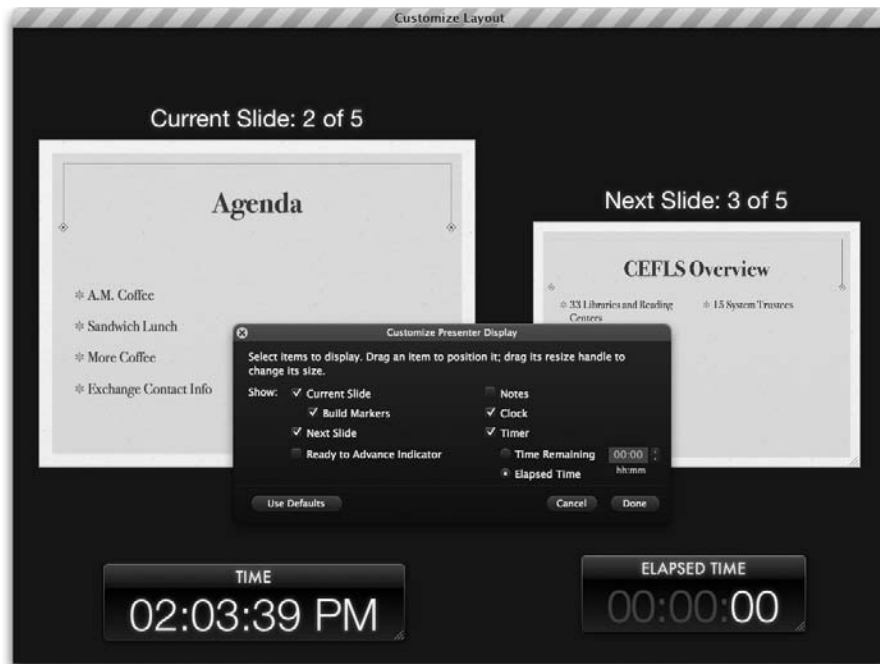 Customize Layout
Current Slide: 2 of 5
Agenda
A.M. Coffee
Sandwich Lunch
More Coffee
Exchange Contact Info
Next Slide: 3 of 5
CEFLS Overview
33 Libraries and Reading
Centers
15 System Trustees
Customize Presenter Display
Select items to display. Drag an item to position it; drag its resize handle to
change its size.
Show:
Current Slide
Build Markers
Next Slide
Ready to Advance Indicator
Notes
Clock
Timer
Time Remaining 00:00
Elapsed Time hh:mm
Use Defaults
Cancel
Done
TIME
02:03:39 PM
ELAPSED TIME
00:00:00